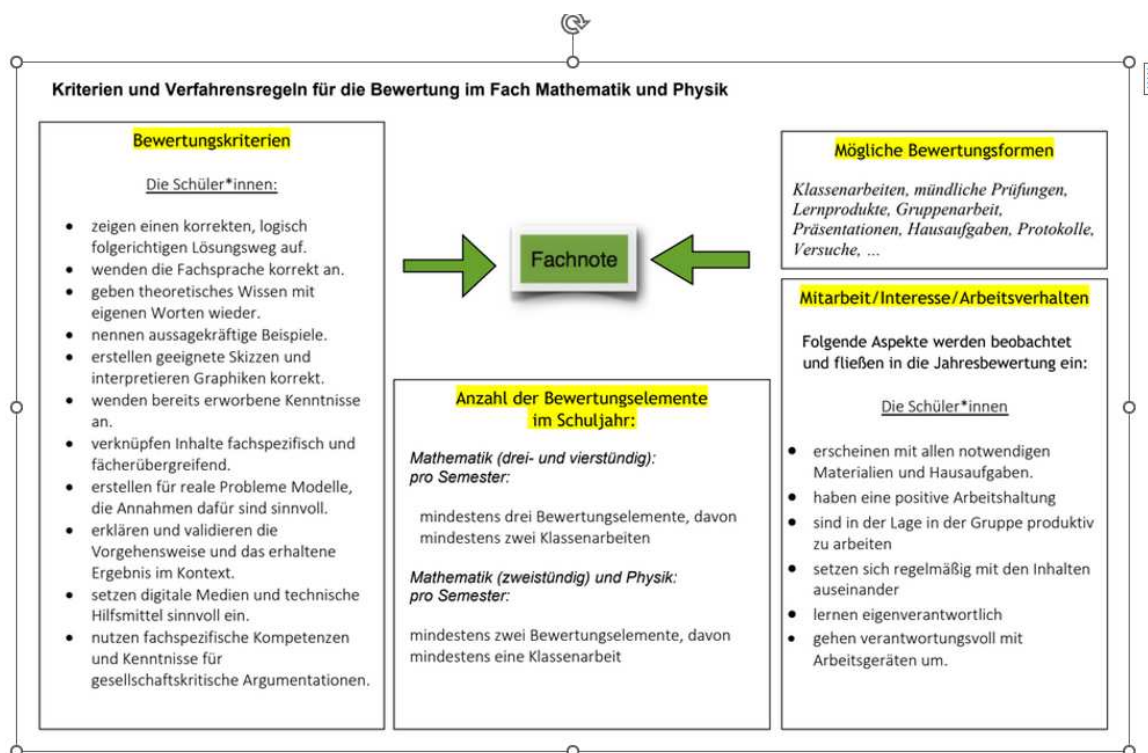 Kriterien und Verfahrensregeln für die Bewertung im Fach Mathematik und Physik
Bewertungskriterien
Die Schüler*innen:
• zeigen einen korrekten, logisch
folgerichtigen Lösungsweg auf.
• wenden die Fachsprache korrekt an.
• geben theoretisches Wissen mit
eigenen Worten wieder.
• nennen aussagekräftige Beispiele.
• erstellen geeignete Skizzen und
interpretieren Graphiken korrekt.
• wenden bereits erworbene Kenntnisse
an.
• verknüpfen Inhalte fachspezifisch und
fächerübergreifend.
• erstellen für reale Probleme Modelle,
die Annahmen dafür sind sinnvoll.
• erklären und validieren die
Vorgehensweise und das erhaltene
Ergebnis im Kontext.
• setzen digitale Medien und technische
Hilfsmittel sinnvoll ein.
• nutzen fachspezifische Kompetenzen
und Kenntnisse für
gesellschaftskritische Argumentationen.
Fachnote
Anzahl der Bewertungselemente
im Schuljahr:
Mathematik (drei- und vierstündig):
pro Semester:
mindestens drei Bewertungselemente, davon
mindestens zwei Klassenarbeiten
Mathematik (zweistündig) und Physik:
pro Semester:
mindestens zwei Bewertungselemente, davon
mindestens eine Klassenarbeit
Mögliche Bewertungsformen
Klassenarbeiten, mündliche Prüfungen,
Lernprodukte, Gruppenarbeit,
Präsentationen, Hausaufgaben, Protokolle,
Versuche, …
Mitarbeit/Interesse/Arbeitsverhalten
Folgende Aspekte werden beobachtet
und fließen in die Jahresbewertung ein:
Die Schüler*innen
• erscheinen mit allen notwendigen
Materialien und Hausaufgaben.
• haben eine positive Arbeitshaltung
• sind in der Lage in der Gruppe produktiv
zu arbeiten
• setzen sich regelmäßig mit den Inhalten
auseinander
• lernen eigenverantwortlich
• gehen verantwortungsvoll mit
Arbeitsgeräten um.